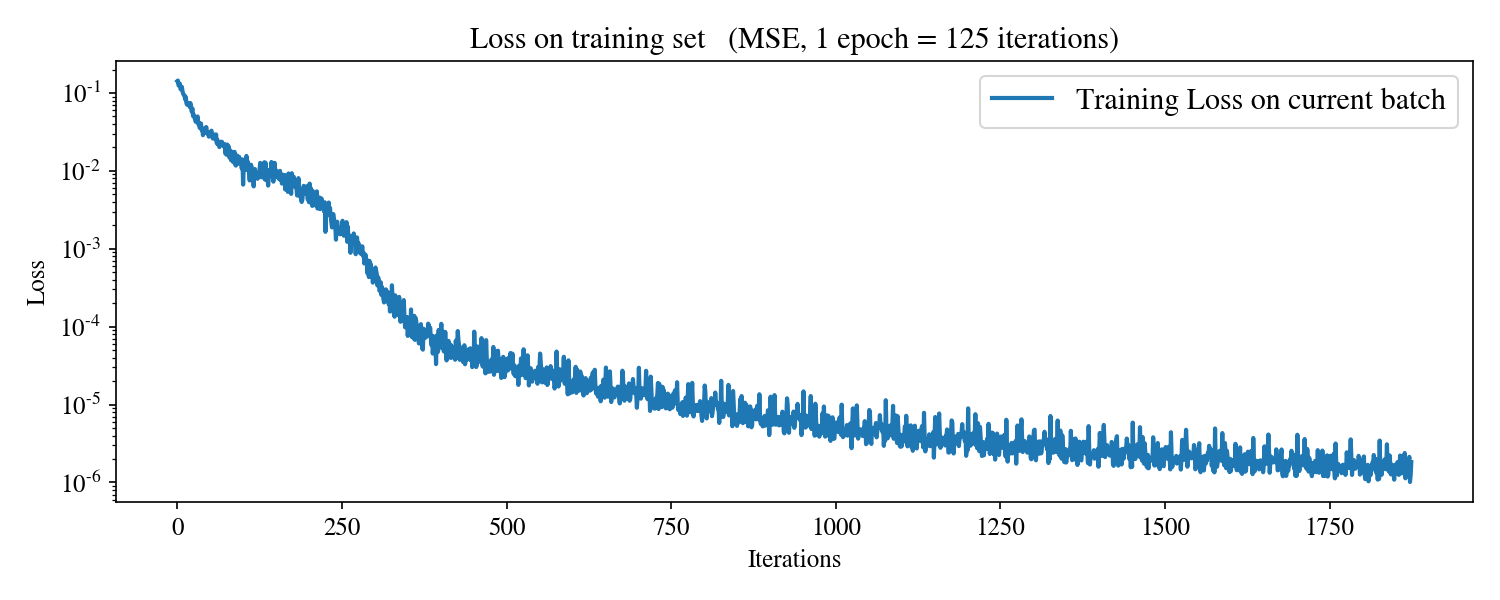 Loss on training set (MSE, 1 epoch = 125 iterations)
Training Loss on current batch
Loss
10^-1
10^-2
10^-3
10^-4
10^-5
10^-6
0 250 500 750 1000 1250 1500 1750
Iterations